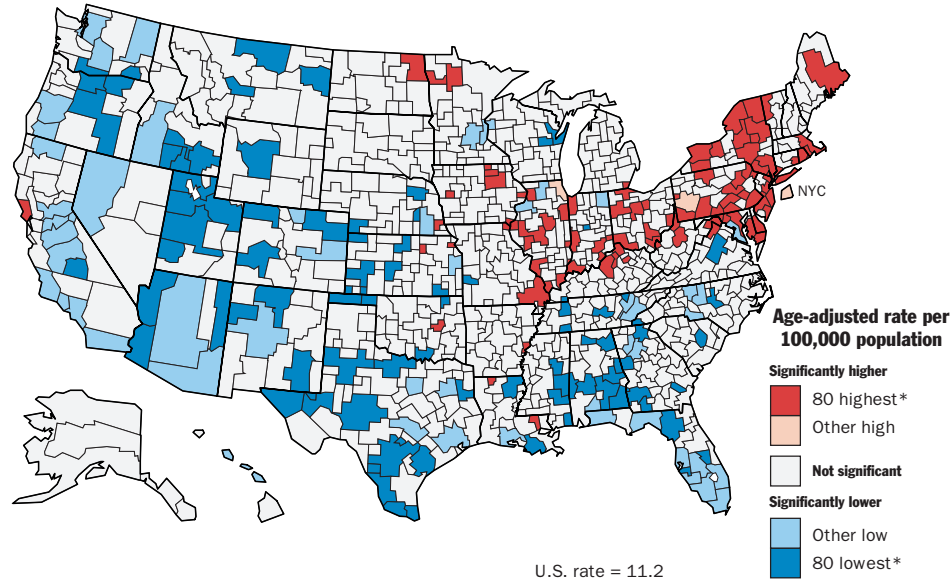 NYC
Age-adjusted rate per
100,000 population
Significantly higher
80 highest*
Other high
Not significant
Significantly lower
Other low
80 lowest*
U.S. rate = 11.2